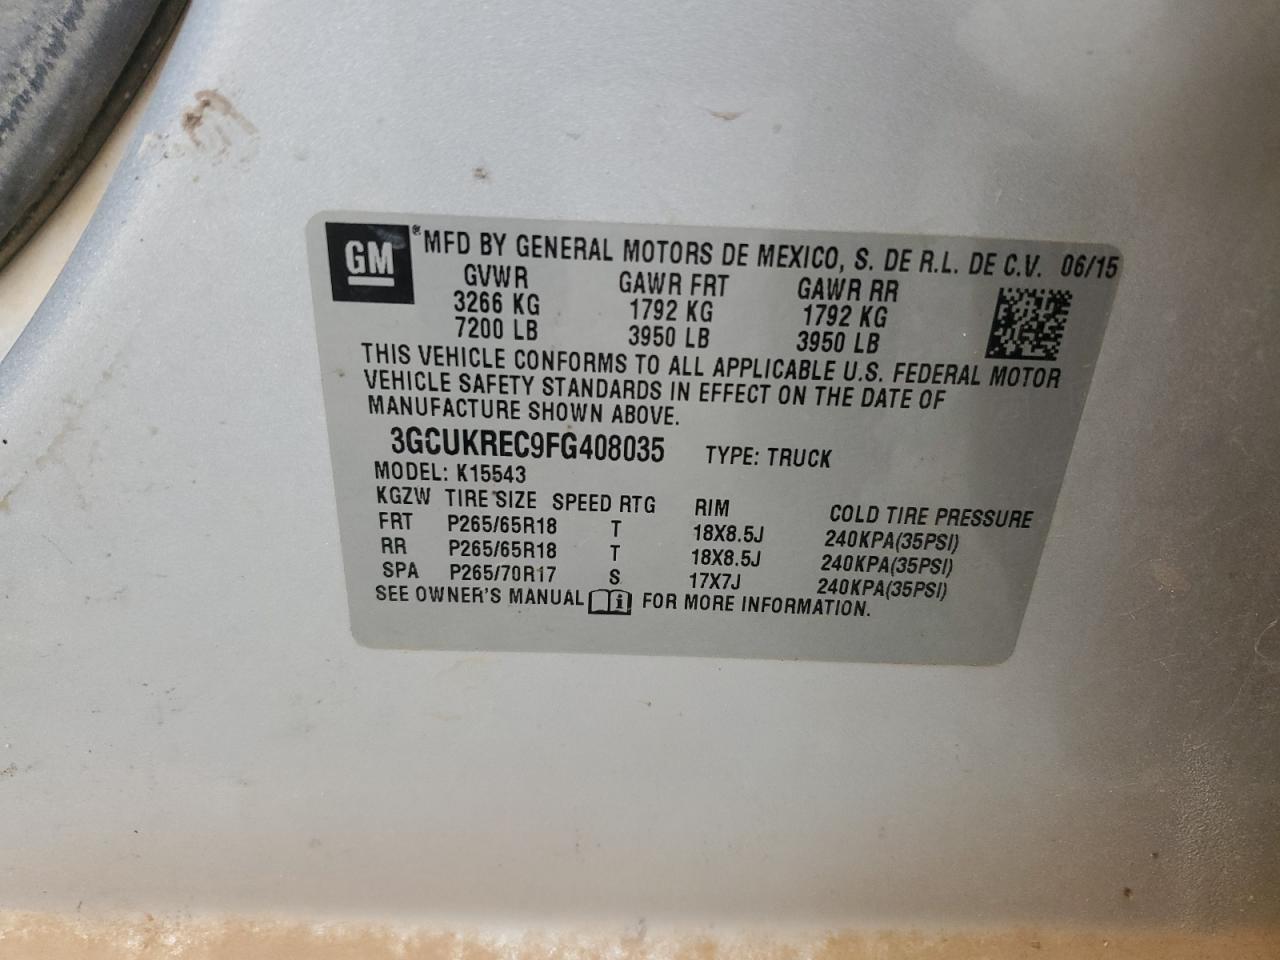 GM ® MFD BY GENERAL MOTORS DE MEXICO, S. DE R.L. DE C.V. 06/15
GVWR GAWR FRT GAWR RR
3266 KG 1792 KG 1792 KG
7200 LB 3950 LB 3950 LB
THIS VEHICLE CONFORMS TO ALL APPLICABLE U.S. FEDERAL MOTOR
VEHICLE SAFETY STANDARDS IN EFFECT ON THE DATE OF
MANUFACTURE SHOWN ABOVE.
3GCUKREC9FG408035 TYPE: TRUCK
MODEL: K15543
KGZW TIRE SIZE SPEED RTG RIM COLD TIRE PRESSURE
FRT P265/65R18 T 18X8.5J 240KPA(35PSI)
RR P265/65R18 T 18X8.5J 240KPA(35PSI)
SPA P265/70R17 S 17X7J 240KPA(35PSI)
SEE OWNER'S MANUAL i FOR MORE INFORMATION.